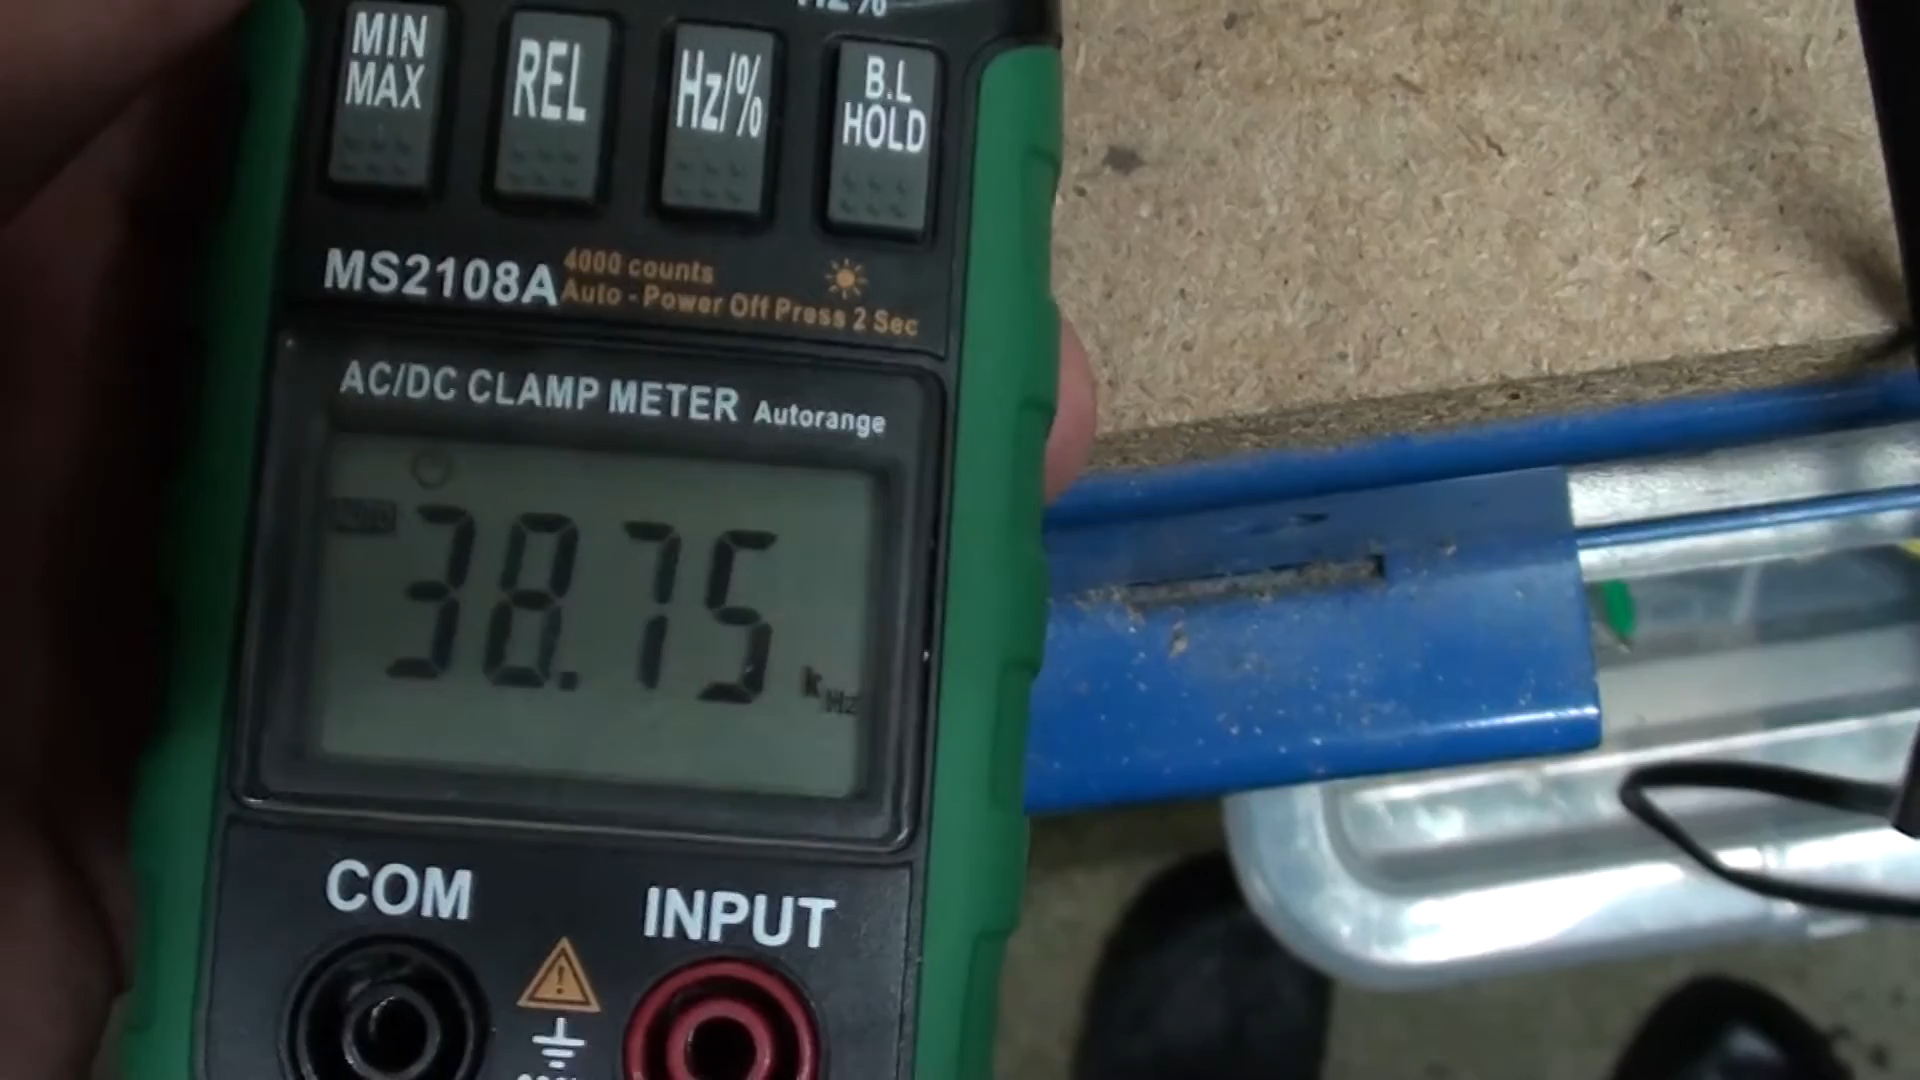 Hz%
MIN
MAX
REL
Hz/%
B.L
HOLD
MS2108A
4000 counts
Auto - Power Off Press 2 Sec
AC/DC CLAMP METER Autorange
38.75
kHz
COM
INPUT